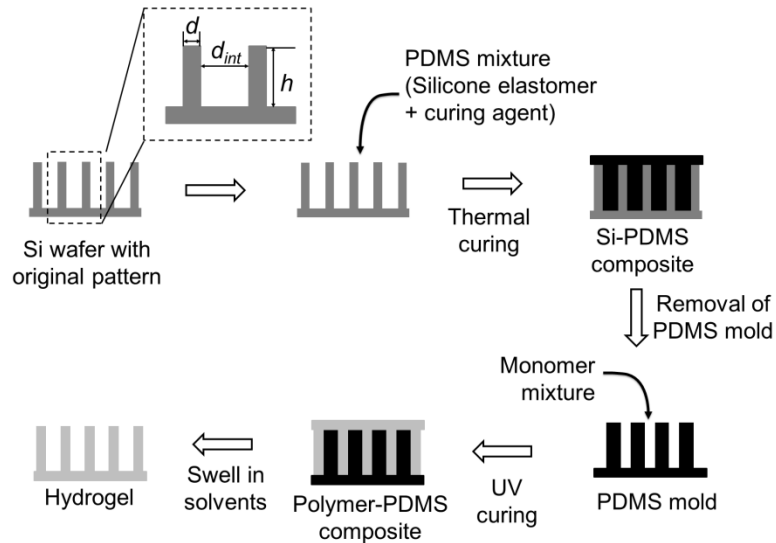 d
d_int
h
PDMS mixture
(Silicone elastomer
+ curing agent)
Si wafer with
original pattern
Thermal
curing
Si-PDMS
composite
Removal of
PDMS mold
Monomer
mixture
PDMS mold
UV
curing
Polymer-PDMS
composite
Swell in
solvents
Hydrogel